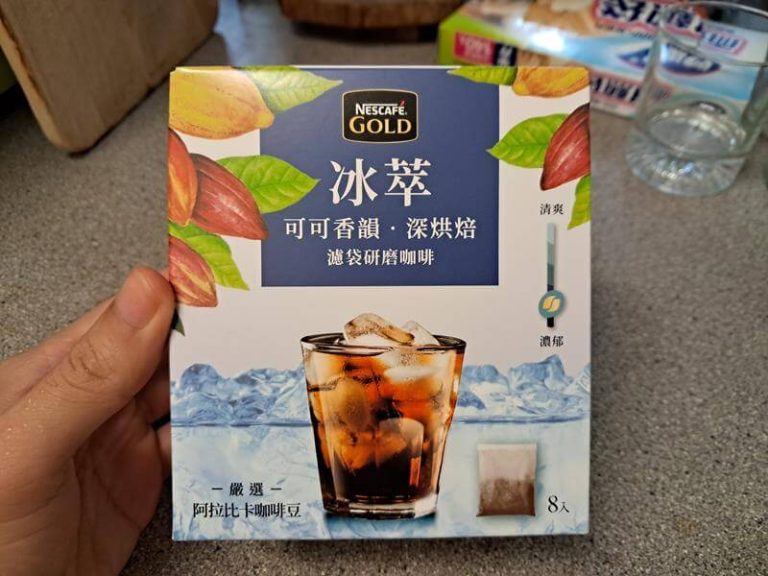 NESCAFÉ
GOLD
冰萃
可可香韻・深烘焙
濾袋研磨咖啡
清爽
濃郁
嚴選
阿拉比卡咖啡豆
8入